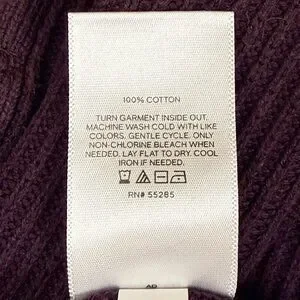 100% COTTON
TURN GARMENT INSIDE OUT.
MACHINE WASH COLD WITH LIKE
COLORS. GENTLE CYCLE. ONLY
NON-CHLORINE BLEACH WHEN
NEEDED. LAY FLAT TO DRY. COOL
IRON IF NEEDED.
RN# 55285